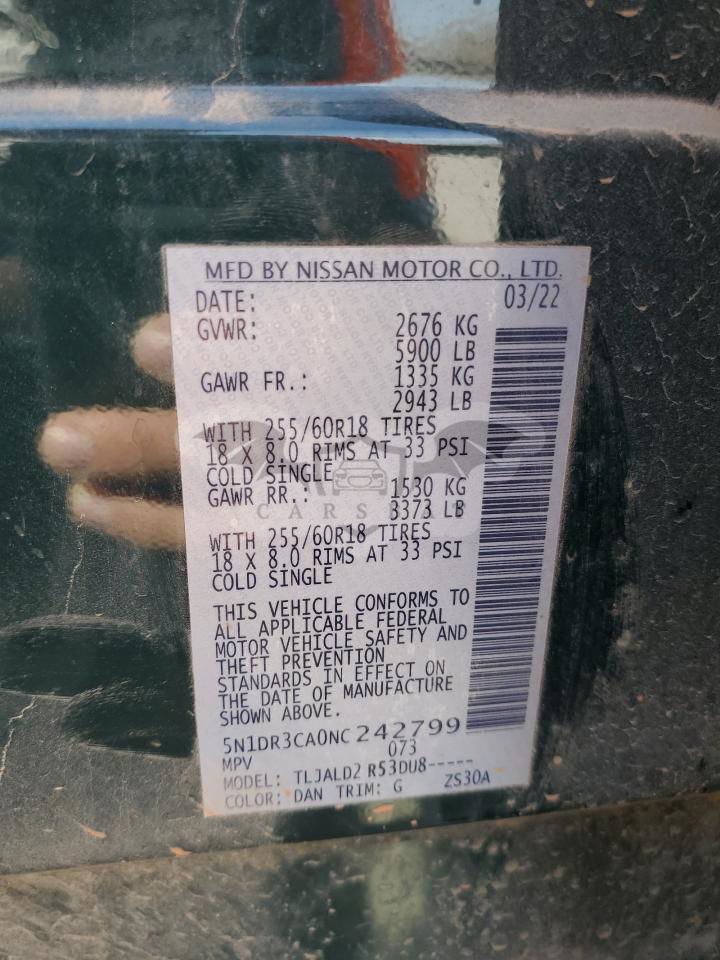 MFD BY NISSAN MOTOR CO., LTD.
DATE: 03/22
GVWR: 2676 KG
5900 LB
GAWR FR.: 1335 KG
2943 LB
WITH 255/60R18 TIRES
18 X 8.0 RIMS AT 33 PSI
COLD SINGLE
GAWR RR.: 1530 KG
3373 LB
WITH 255/60R18 TIRES
18 X 8.0 RIMS AT 33 PSI
COLD SINGLE
THIS VEHICLE CONFORMS TO
ALL APPLICABLE FEDERAL
MOTOR VEHICLE SAFETY AND
THEFT PREVENTION
STANDARDS IN EFFECT ON
THE DATE OF MANUFACTURE
SHOWN ABOVE.
5N1DR3CA0NC242799
MPV 073
MODEL: TLJALD2 R53DU8-----
COLOR: DAN TRIM: G ZS30A